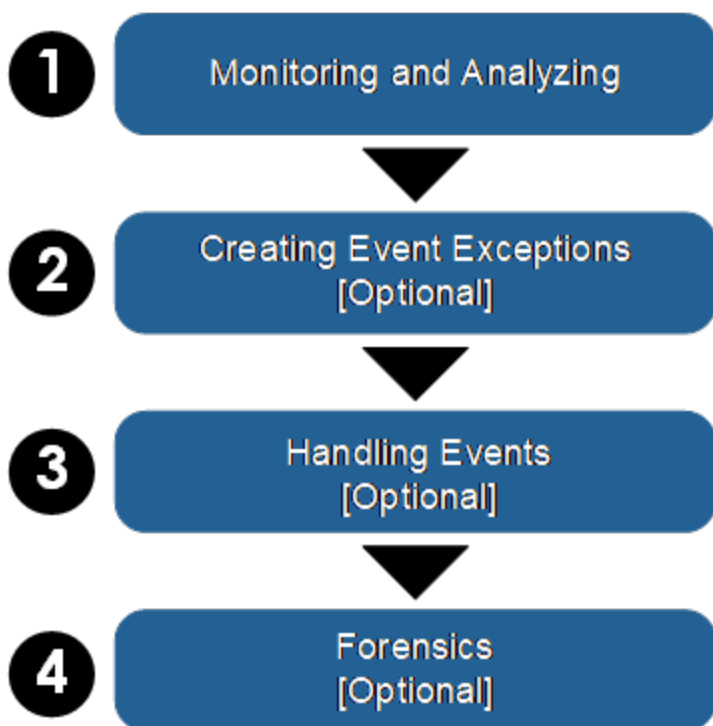 1
Monitoring and Analyzing
2
Creating Event Exceptions
[Optional]
3
Handling Events
[Optional]
4
Forensics
[Optional]